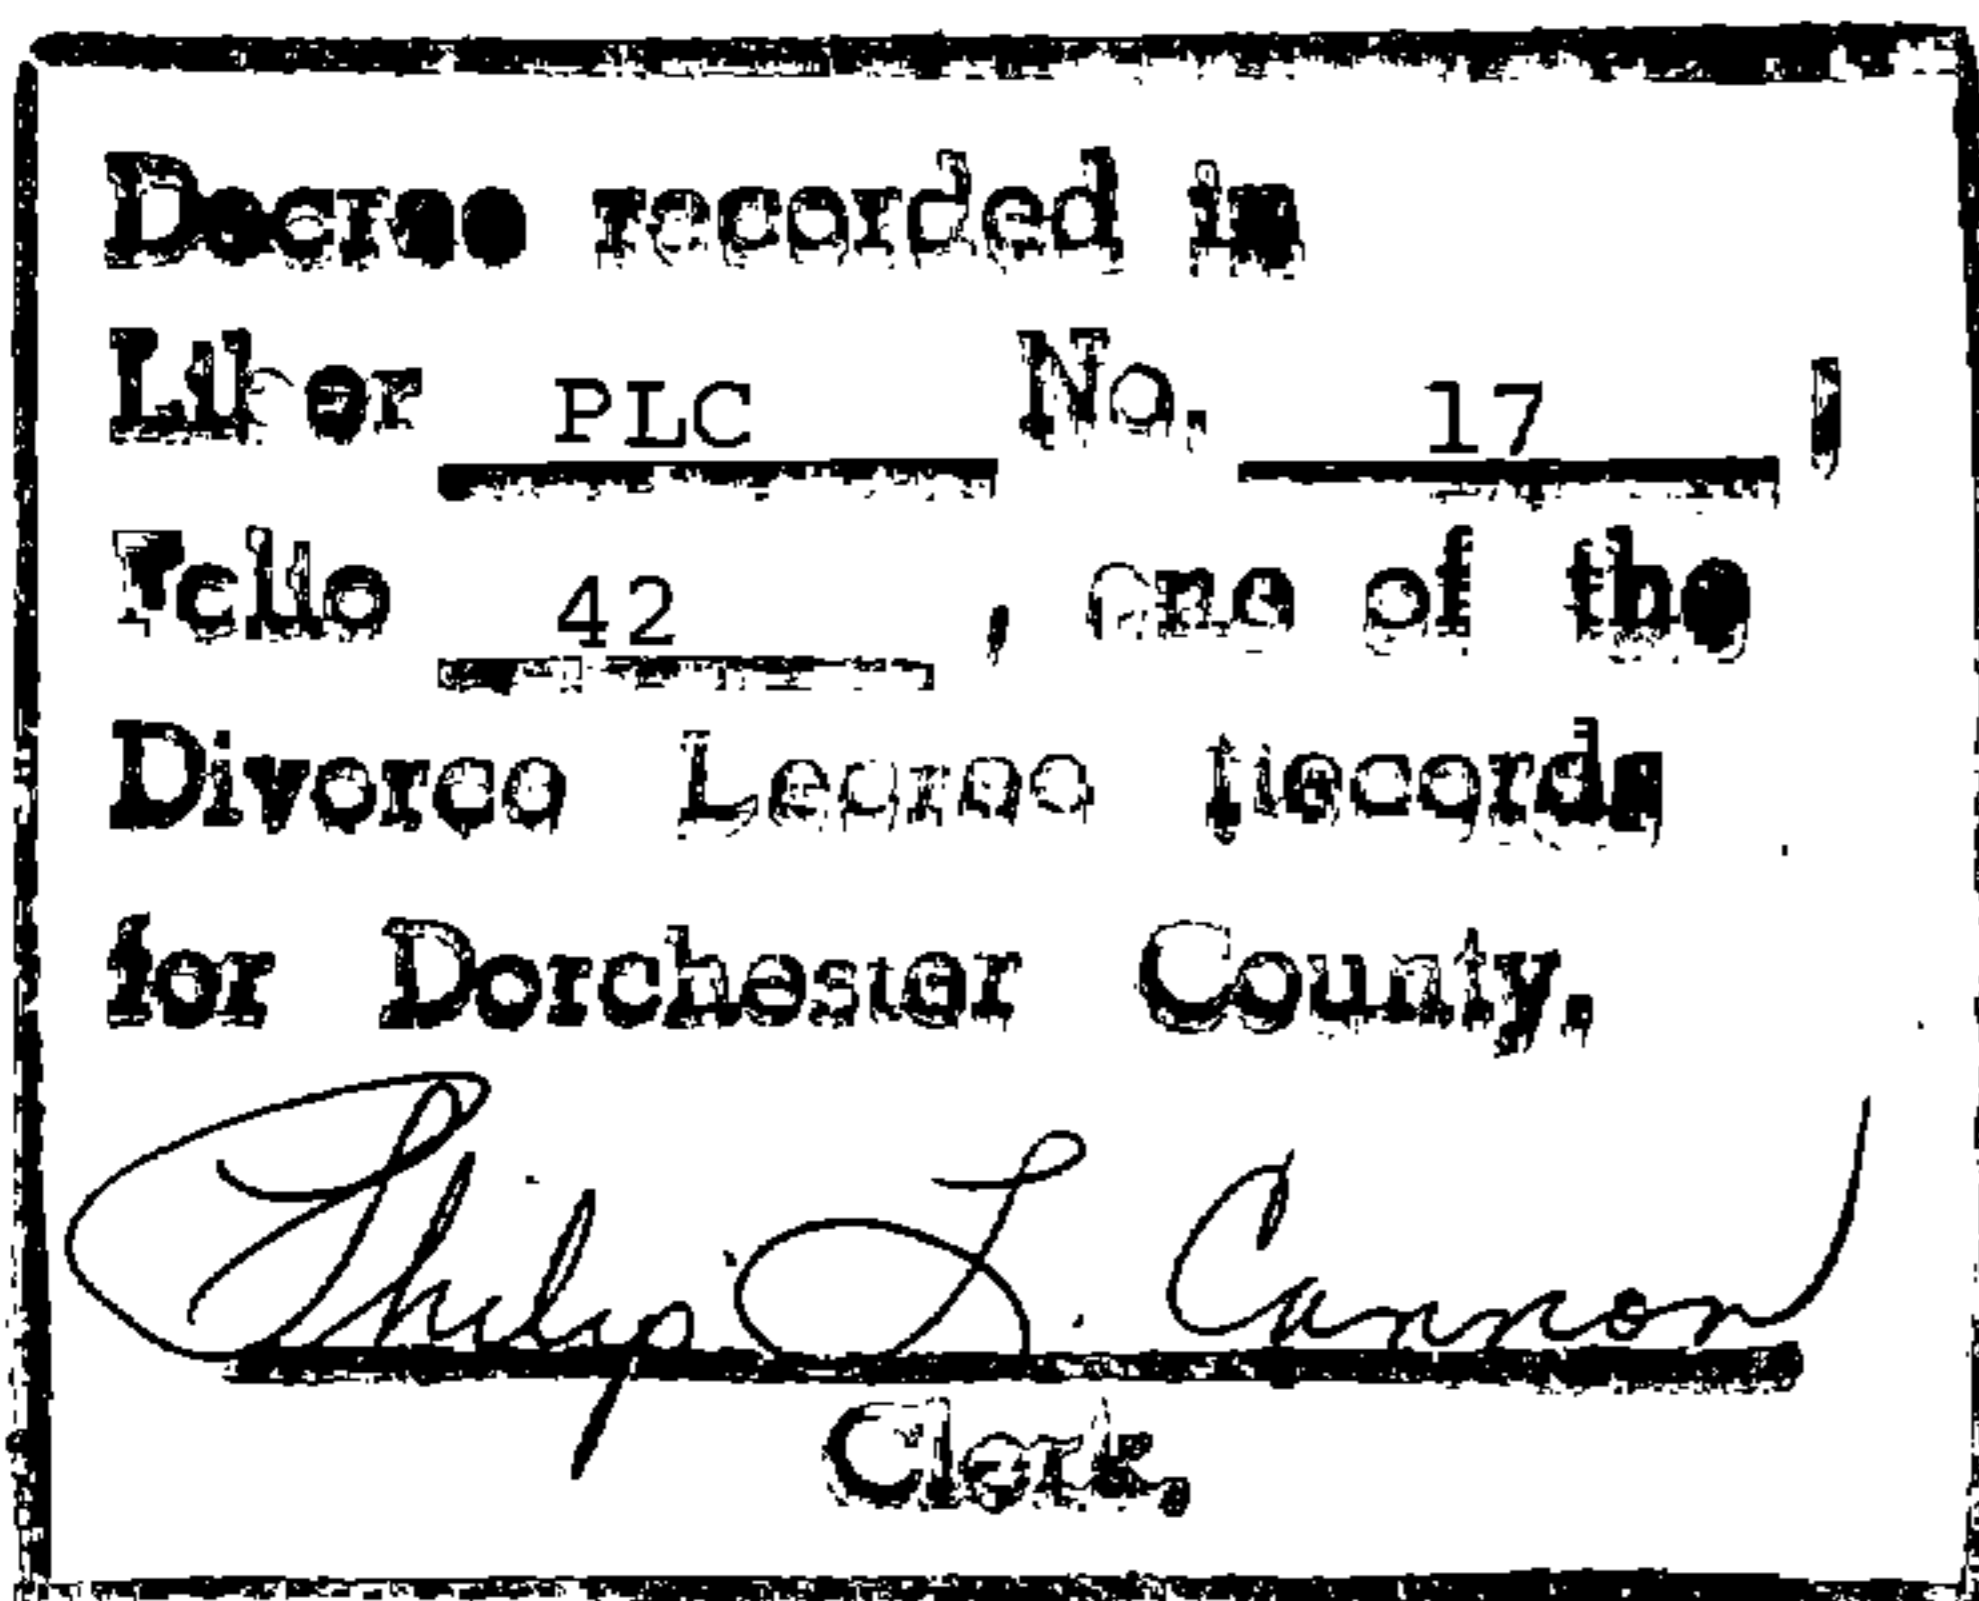 Decree recorded in
Liber PLC No. 17,
Folio 42, one of the
Divorce Decree Records
for Dorchester County.
Philip L. Cannon
Clerk.